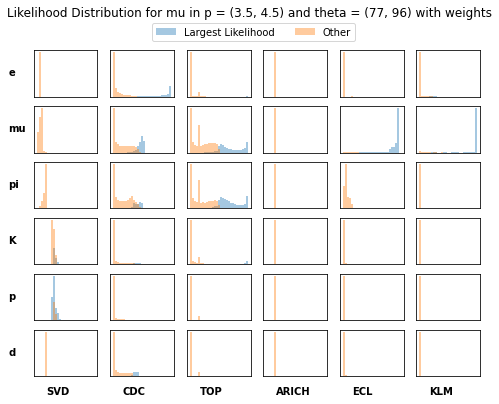 Likelihood Distribution for mu in p = (3.5, 4.5) and theta = (77, 96) with weights
Largest Likelihood Other
e
mu
pi
K
p
d
SVD CDC TOP ARICH ECL KLM